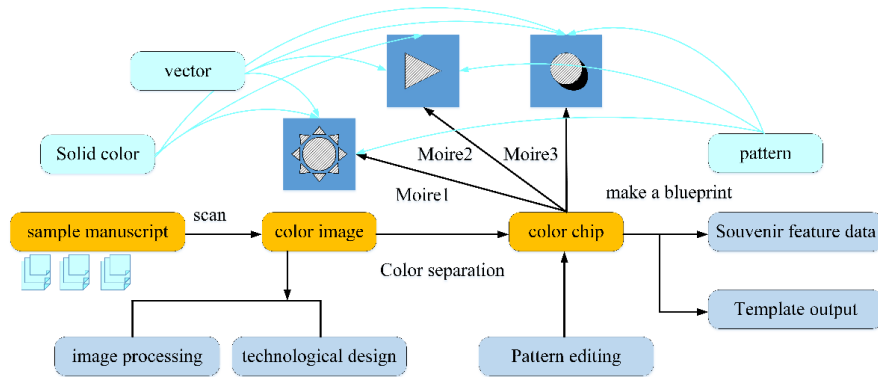 vector
Solid color
pattern
Moire2
Moire3
Moire1
make a blueprint
scan
sample manuscript
color image
color chip
Souvenir feature data
Color separation
Template output
image processing
technological design
Pattern editing